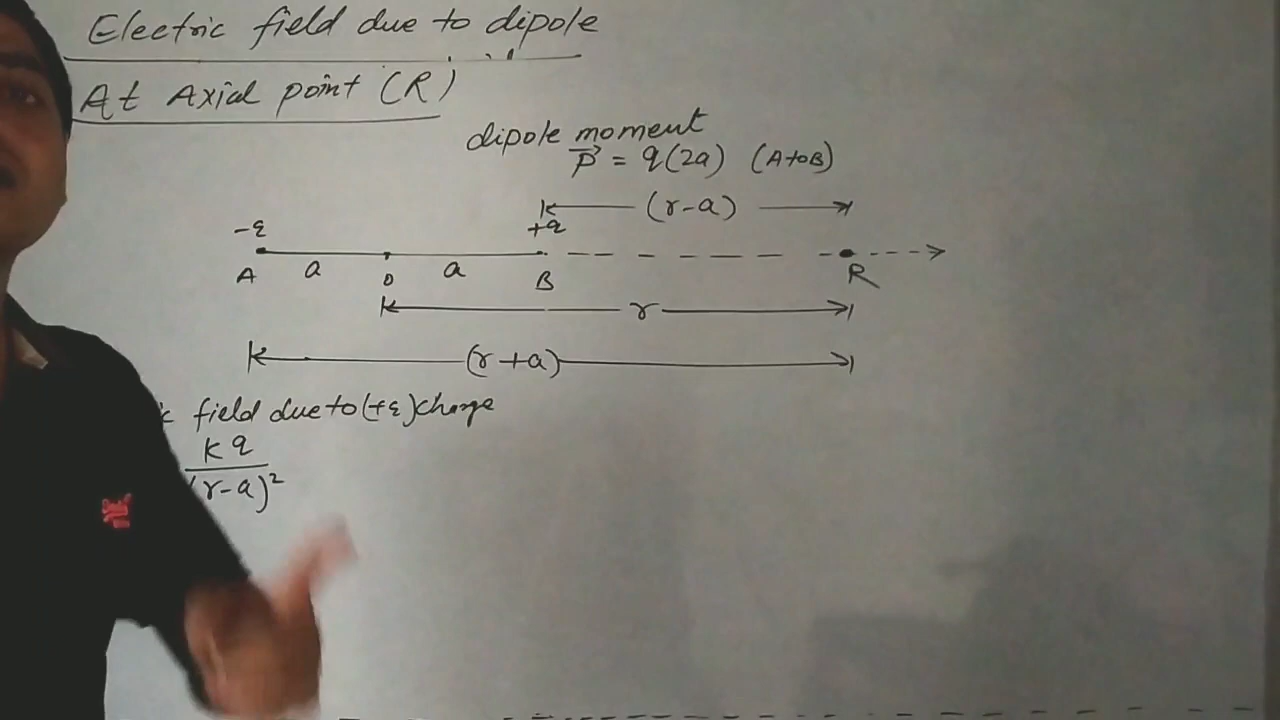 Electric field due to dipole
At Axial point (R)
dipole moment
p⃗ = q(2a) (A to B)
(r-a)
-q +q
A a O a B R
r
(r+a)
field due to (+q) charge
kq
(r-a)²